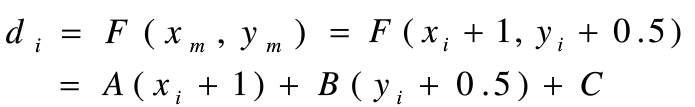 d_i = F ( x_m , y_m ) = F ( x_i + 1, y_i + 0.5)
= A ( x_i + 1) + B ( y_i + 0.5) + C